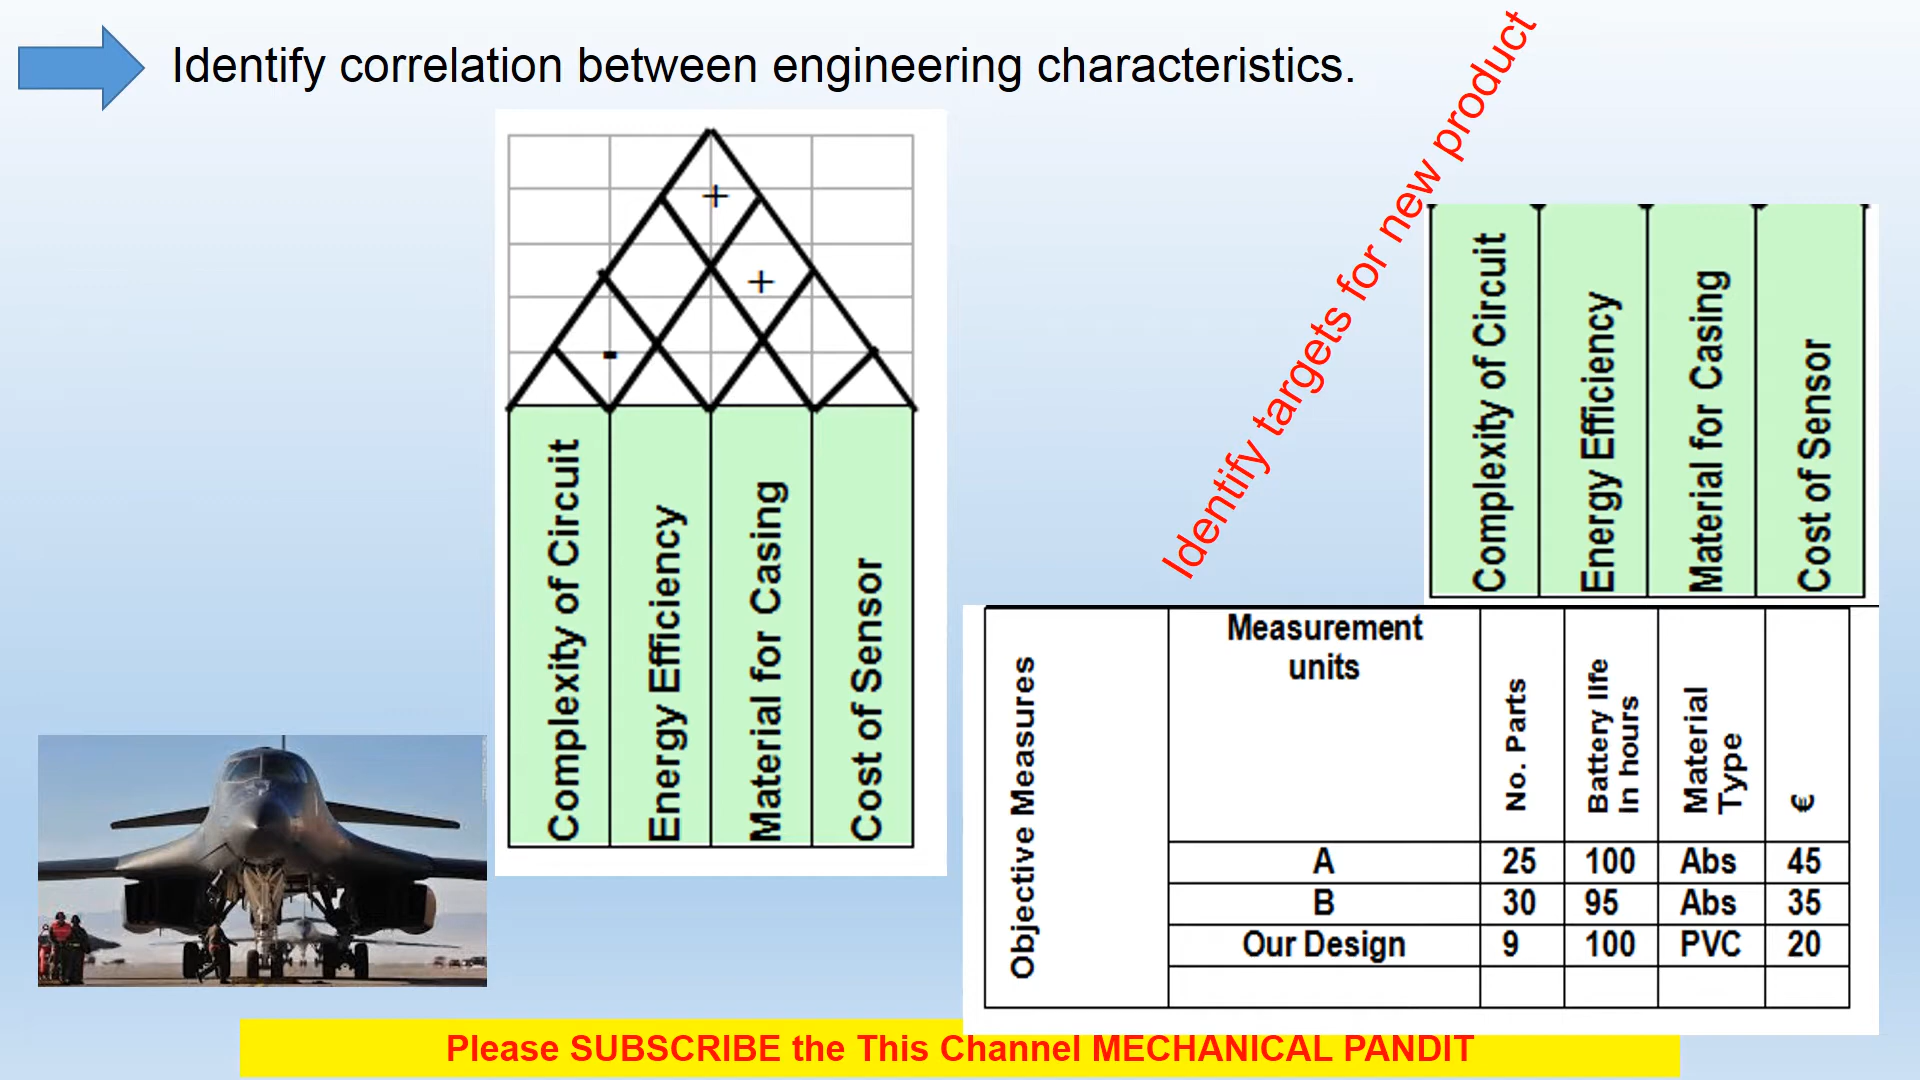 Identify correlation between engineering characteristics.
+
+
-
Complexity of Circuit
Energy Efficiency
Material for Casing
Cost of Sensor
Identify targets for new product
Complexity of Circuit
Energy Efficiency
Material for Casing
Cost of Sensor
Objective Measures
Measurement
units
No. Parts
Battery life
In hours
Material
Type
€
A 25 100 Abs 45
B 30 95 Abs 35
Our Design 9 100 PVC 20
Please SUBSCRIBE the This Channel MECHANICAL PANDIT